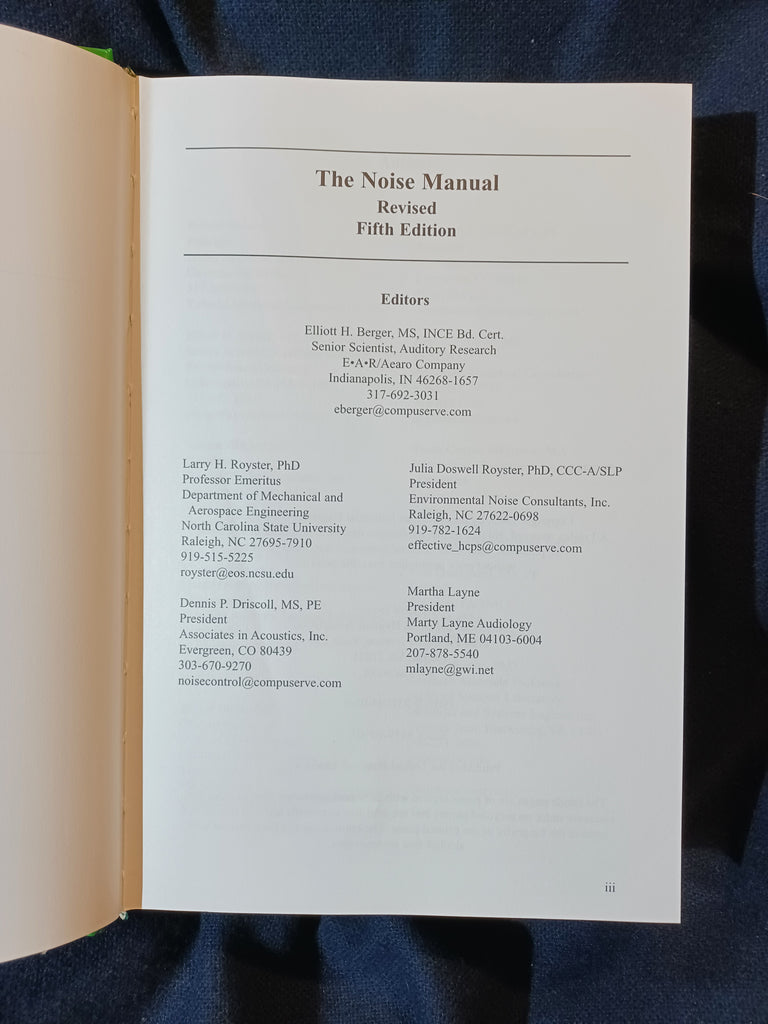 The Noise Manual
Revised
Fifth Edition
Editors
Elliott H. Berger, MS, INCE Bd. Cert.
Senior Scientist, Auditory Research
E•A•R/Aearo Company
Indianapolis, IN 46268-1657
317-692-3031
eberger@compuserve.com
Larry H. Royster, PhD
Professor Emeritus
Department of Mechanical and
Aerospace Engineering
North Carolina State University
Raleigh, NC 27695-7910
919-515-5225
royster@eos.ncsu.edu
Dennis P. Driscoll, MS, PE
President
Associates in Acoustics, Inc.
Evergreen, CO 80439
303-670-9270
noisecontrol@compuserve.com
Julia Doswell Royster, PhD, CCC-A/SLP
President
Environmental Noise Consultants, Inc.
Raleigh, NC 27622-0698
919-782-1624
effective_hcps@compuserve.com
Martha Layne
President
Marty Layne Audiology
Portland, ME 04103-6004
207-878-5540
mlayne@gwi.net
iii